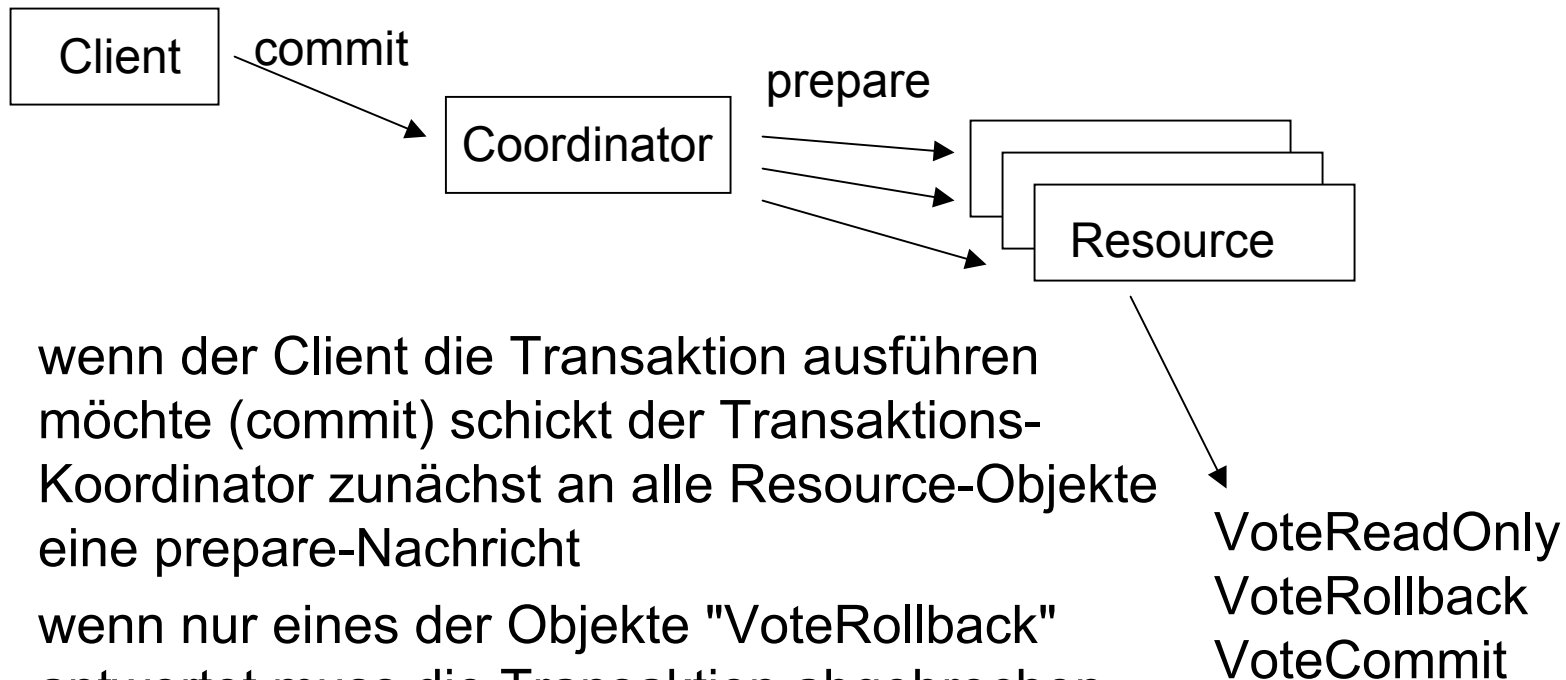 Client
commit
prepare
Coordinator
Resource
wenn der Client die Transaktion ausführen
möchte (commit) schickt der Transaktions-
Koordinator zunächst an alle Resource-Objekte
eine prepare-Nachricht
wenn nur eines der Objekte "VoteRollback"
antwortet muss die Transaktion abgebrochen
VoteReadOnly
VoteRollback
VoteCommit